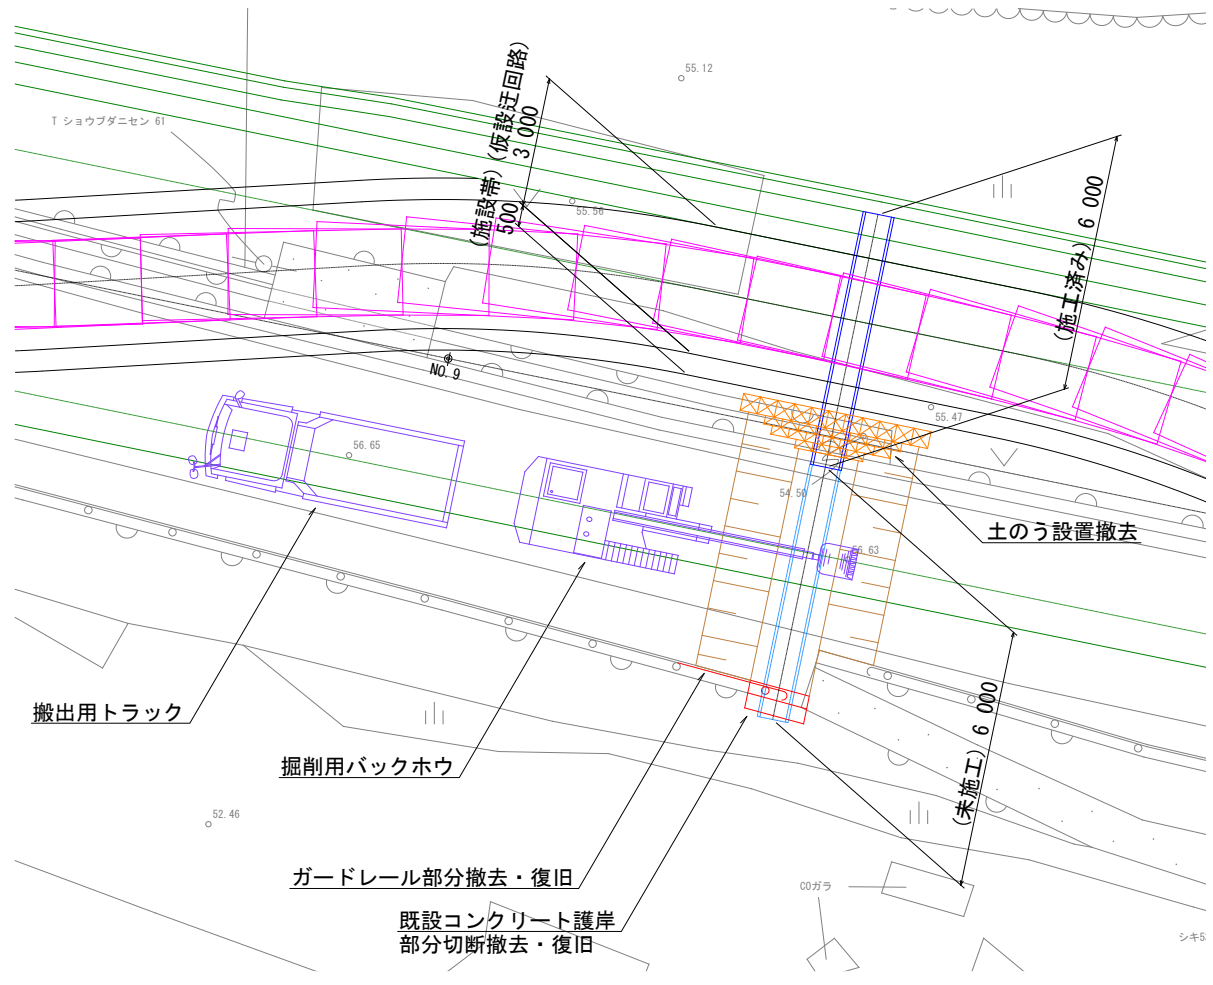 55.12
T ショウブダニセン 61
(仮設迂回路)
3 000
(施設帯)
500
55.56
(施工済み) 6 000
NO.9
55.47
56.65
54.50
土のう設置撤去
56.63
搬出用トラック
掘削用バックホウ
(未施工) 6 000
52.46
ガードレール部分撤去・復旧
COガラ
既設コンクリート護岸
部分切断撤去・復旧